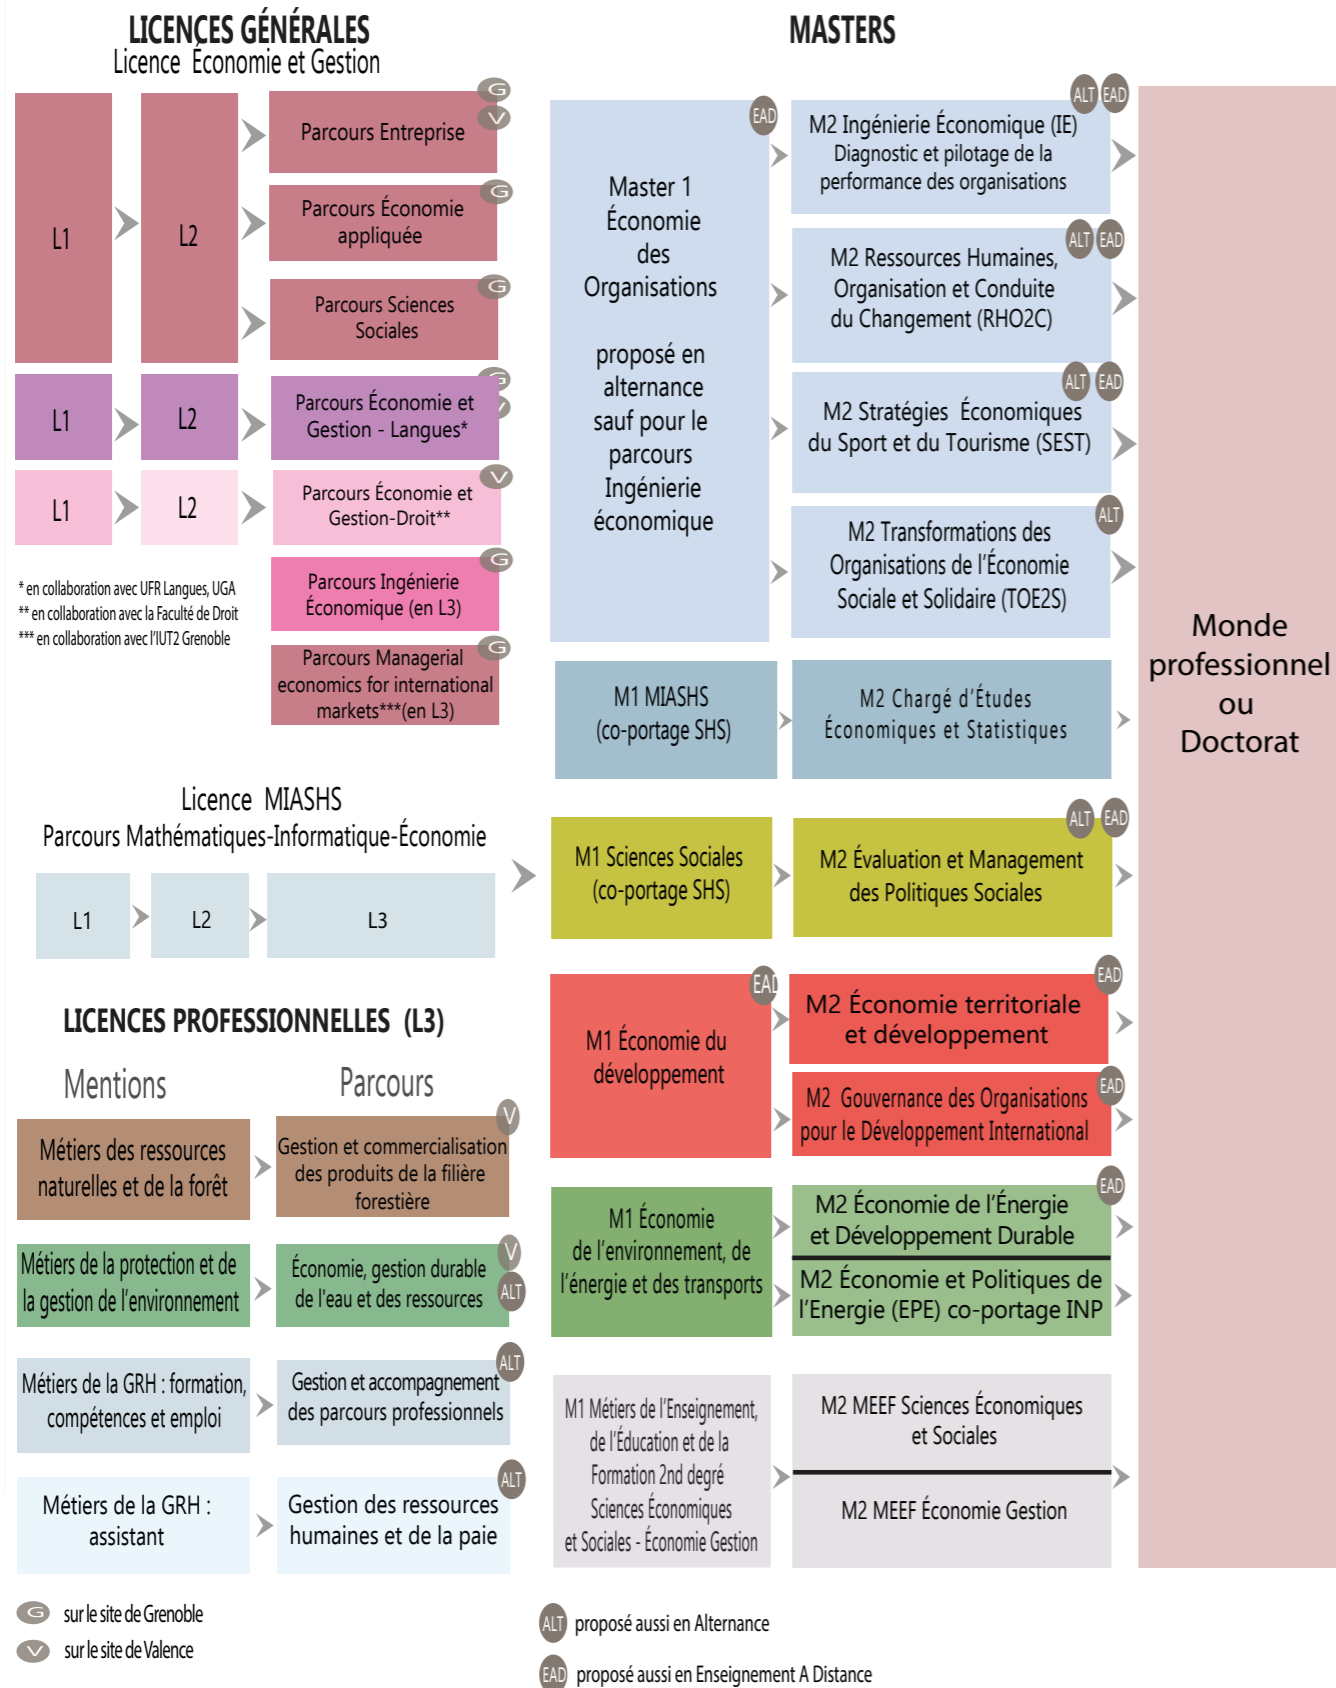 LICENCES GÉNÉRALES
Licence Économie et Gestion
L1
L2
G
V
Parcours Entreprise
G
Parcours Économie
appliquée
G
Parcours Sciences
Sociales
L1
L2
G
V
Parcours Économie et
Gestion - Langues*
L1
L2
V
Parcours Économie et
Gestion-Droit**
G
Parcours Ingénierie
Économique (en L3)
G
Parcours Managerial
economics for international
markets***(en L3)
* en collaboration avec UFR Langues, UGA
** en collaboration avec la Faculté de Droit
*** en collaboration avec l'IUT2 Grenoble
Licence MIASHS
Parcours Mathématiques-Informatique-Économie
L1
L2
L3
LICENCES PROFESSIONNELLES (L3)
Mentions
Parcours
Métiers des ressources
naturelles et de la forêt
V
Gestion et commercialisation
des produits de la filière
forestière
Métiers de la protection et de
la gestion de l'environnement
V
ALT
Économie, gestion durable
de l'eau et des ressources
Métiers de la GRH : formation,
compétences et emploi
ALT
Gestion et accompagnement
des parcours professionnels
Métiers de la GRH :
assistant
ALT
Gestion des ressources
humaines et de la paie
G sur le site de Grenoble
V sur le site de Valence
MASTERS
EAD
Master 1
Économie
des
Organisations
proposé en
alternance
sauf pour le
parcours
Ingénierie
économique
ALT EAD
M2 Ingénierie Économique (IE)
Diagnostic et pilotage de la
performance des organisations
ALT EAD
M2 Ressources Humaines,
Organisation et Conduite
du Changement (RHO2C)
ALT EAD
M2 Stratégies Économiques
du Sport et du Tourisme (SEST)
ALT
M2 Transformations des
Organisations de l'Économie
Sociale et Solidaire (TOE2S)
M1 MIASHS
(co-portage SHS)
M2 Chargé d'Études
Économiques et Statistiques
M1 Sciences Sociales
(co-portage SHS)
ALT EAD
M2 Évaluation et Management
des Politiques Sociales
EAD
M1 Économie du
développement
EAD
M2 Économie territoriale
et développement
EAD
M2 Gouvernance des Organisations
pour le Développement International
M1 Économie
de l'environnement, de
l'énergie et des transports
EAD
M2 Économie de l'Énergie
et Développement Durable
M2 Économie et Politiques de
l'Energie (EPE) co-portage INP
M1 Métiers de l'Enseignement,
de l'Éducation et de la
Formation 2nd degré
Sciences Économiques
et Sociales - Économie Gestion
M2 MEEF Sciences Économiques
et Sociales
M2 MEEF Économie Gestion
Monde
professionnel
ou
Doctorat
ALT proposé aussi en Alternance
EAD proposé aussi en Enseignement A Distance